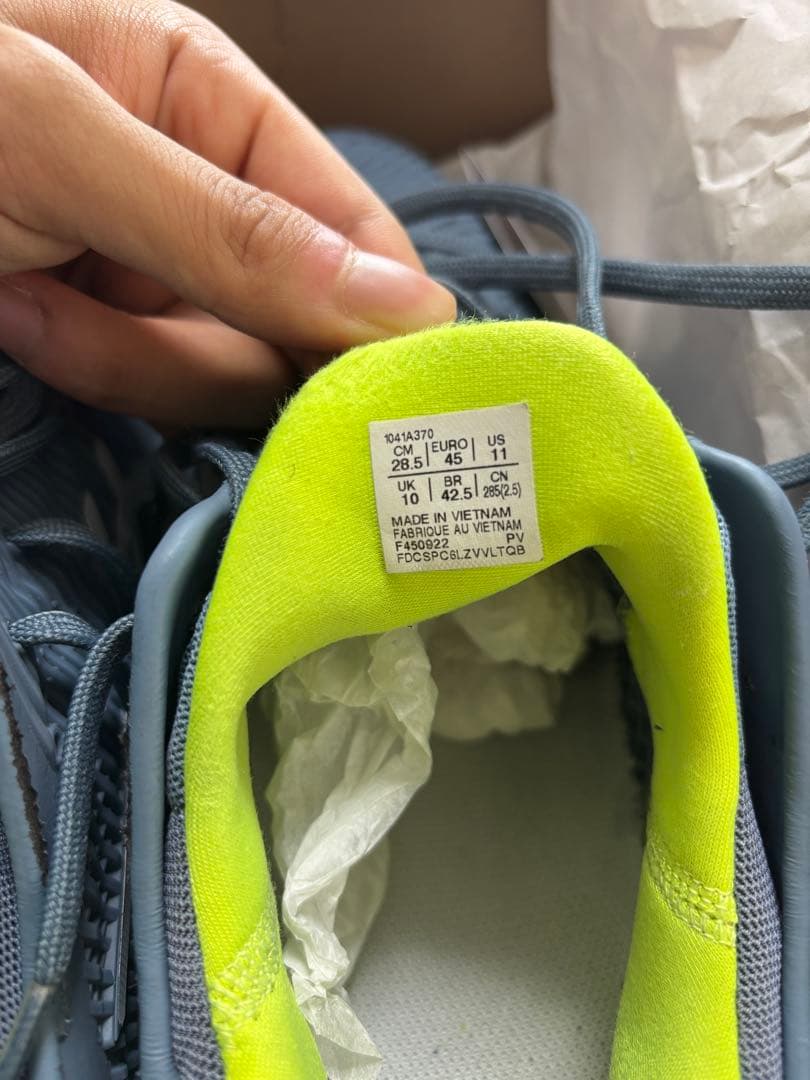 1041A370
CM 28.5 | EURO 45 | US 11
UK 10 | BR 42.5 | CN 285(2.5)
MADE IN VIETNAM
FABRIQUE AU VIETNAM
F450922 PV
FDCSPC6LZVVLTQB